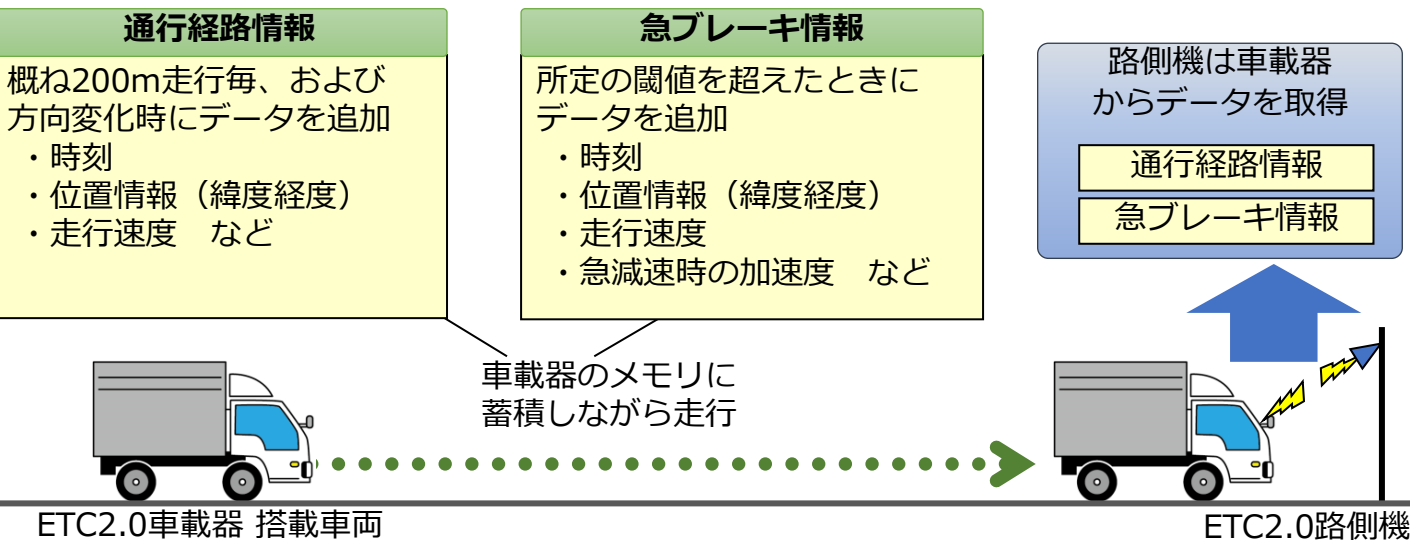 通行経路情報
概ね200m走行毎、および
方向変化時にデータを追加
・時刻
・位置情報（緯度経度）
・走行速度　など
急ブレーキ情報
所定の閾値を超えたときに
データを追加
・時刻
・位置情報（緯度経度）
・走行速度
・急減速時の加速度　など
路側機は車載器
からデータを取得
通行経路情報
急ブレーキ情報
車載器のメモリに
蓄積しながら走行
ETC2.0車載器 搭載車両
ETC2.0路側機